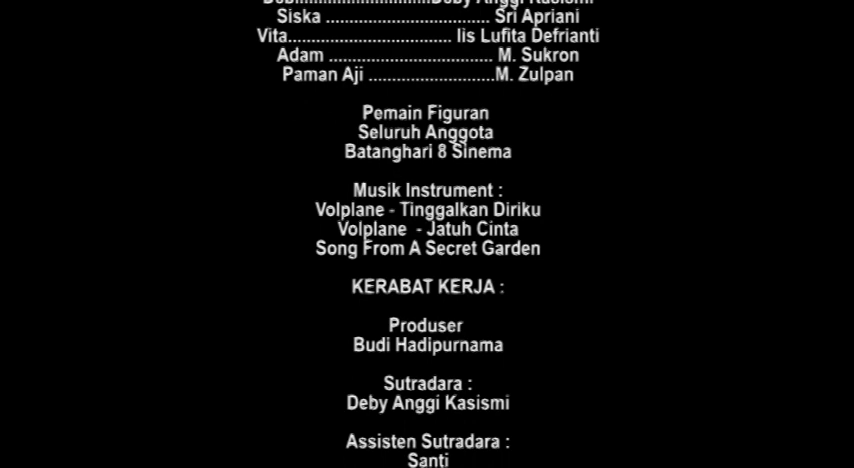 Siska .................................. Sri Apriani
Vita.................................. Iis Lufita Defrianti
Adam .................................. M. Sukron
Paman Aji ..........................M. Zulpan
Pemain Figuran
Seluruh Anggota
Batanghari 8 Sinema
Musik Instrument :
Volplane - Tinggalkan Diriku
Volplane - Jatuh Cinta
Song From A Secret Garden
KERABAT KERJA :
Produser
Budi Hadipurnama
Sutradara :
Deby Anggi Kasismi
Assisten Sutradara :
Santi